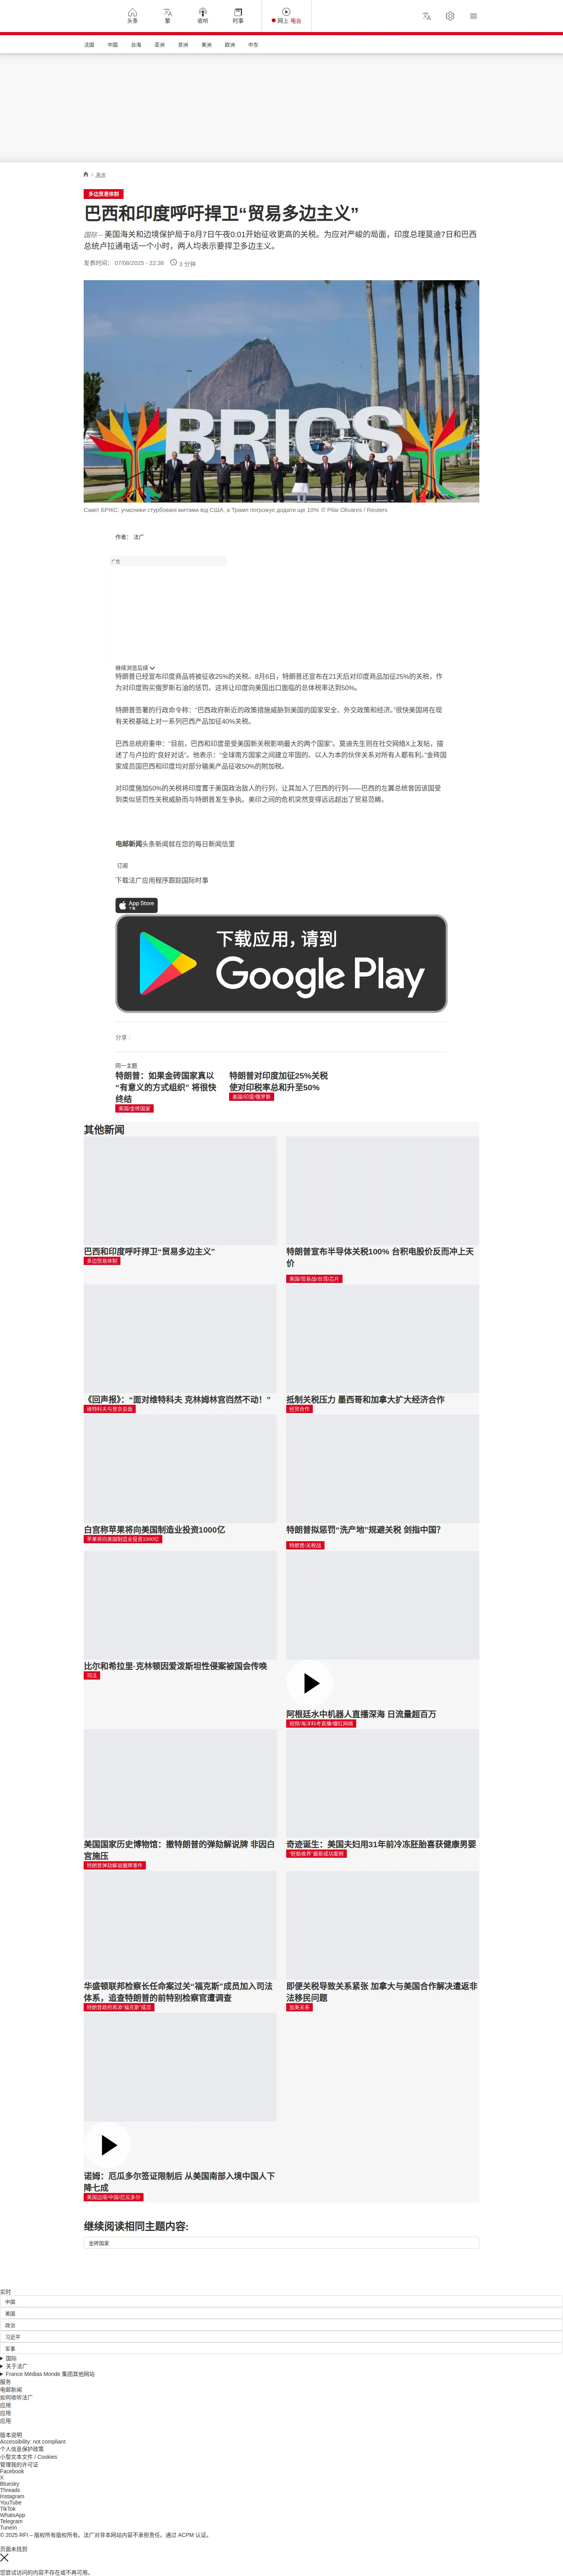 头条
繁
收听
时事
网上 电台
法国 中国 台海 亚洲 非洲 美洲 欧洲 中东
/ 美洲
多边贸易体制
巴西和印度呼吁捍卫“贸易多边主义”
国际 – 美国海关和边境保护局于8月7日午夜0:01开始征收更高的关税。为应对严峻的局面，印度总理莫迪7日和巴西
总统卢拉通电话一个小时，两人均表示要捍卫多边主义。
发表时间： 07/08/2025 - 22:36 3 分钟
BRICS
Саміт БРІКС: учасники стурбовані митами від США, а Трамп погрожує додати ще 10% © Pilar Olivares / Reuters
作者： 法广
广告
继续浏览后续
特朗普已经宣布印度商品将被征收25%的关税。8月6日，特朗普还宣布在21天后对印度商品加征25%的关税，作
为对印度购买俄罗斯石油的惩罚。这将让印度向美国出口面临的总体税率达到50%。
特朗普签署的行政命令称：“巴西政府新近的政策措施威胁到美国的国家安全、外交政策和经济。”很快美国将在现
有关税基础上对一系列巴西产品加征40%关税。
巴西总统府重申：“目前，巴西和印度是受美国新关税影响最大的两个国家”。莫迪先生则在社交网络X上发帖，描
述了与卢拉的“良好对话”。他表示：“全球南方国家之间建立牢固的、以人为本的伙伴关系对所有人都有利。”金砖国
家成员国巴西和印度均对部分输美产品征收50%的附加税。
对印度施加50%的关税将印度置于美国政治敌人的行列，让其加入了巴西的行列——巴西的左翼总统曾因该国受
到类似惩罚性关税威胁而与特朗普发生争执。美印之间的危机突然变得远远超出了贸易范畴。
电邮新闻头条新闻就在您的每日新闻信里
订阅
下载法广应用程序跟踪国际时事
App Store
下载
下载应用，请到
Google Play
分享 :
同一主题
特朗普：如果金砖国家真以
“有意义的方式组织” 将很快
终结
美国/金砖国家
特朗普对印度加征25%关税
使对印税率总和升至50%
美国/印度/俄罗斯
其他新闻
巴西和印度呼吁捍卫“贸易多边主义”
多边贸易体制
特朗普宣布半导体关税100% 台积电股价反而冲上天
价
美国/贸易战/台湾/芯片
《回声报》：“面对维特科夫 克林姆林宫岿然不动！”
维特科夫与普京会面
抵制关税压力 墨西哥和加拿大扩大经济合作
经贸合作
白宫称苹果将向美国制造业投资1000亿
苹果将向美国制造业投资1000亿
特朗普拟惩罚“洗产地”规避关税 剑指中国？
特朗普/关税战
比尔和希拉里·克林顿因爱泼斯坦性侵案被国会传唤
司法
阿根廷水中机器人直播深海 日流量超百万
视频/海洋科考直播/爆红网络
美国国家历史博物馆：撤特朗普的弹劾解说牌 非因白
宫施压
特朗普弹劾解说撤牌事件
奇迹诞生：美国夫妇用31年前冷冻胚胎喜获健康男婴
“胚胎收养”最新成功案例
华盛顿联邦检察长任命案过关“福克斯”成员加入司法
体系，追查特朗普的前特别检察官遭调查
特朗普政府再添“福克斯”成员
即便关税导致关系紧张 加拿大与美国合作解决遣返非
法移民问题
加美关系
诺姆：厄瓜多尔签证限制后 从美国南部入境中国人下
降七成
美国边境/中国/厄瓜多尔
继续阅读相同主题内容:
金砖国家
实时
中国
美国
政治
习近平
军事
国际
关于法广
France Médias Monde 集团其他网站
服务
电邮新闻
如何收听法广
应用
应用
应用
版本说明
Accessibility: not compliant
个人信息保护政策
小型文本文件 / Cookies
管理我的许可证
Facebook
X
Bluesky
Threads
Instagram
YouTube
TikTok
WhatsApp
Telegram
TuneIn
© 2025 RFI – 版权所有版权所有。法广对非本网站内容不承担责任。通过 ACPM 认证。
页面未找到
您尝试访问的内容不存在或不再可用。